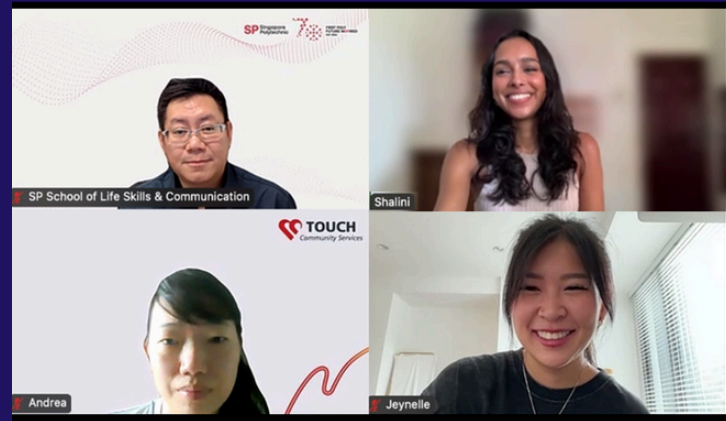 SP Singapore Polytechnic
SP School of Life Skills & Communication
Shalini
TOUCH
Community Services
Andrea
Jeynelle